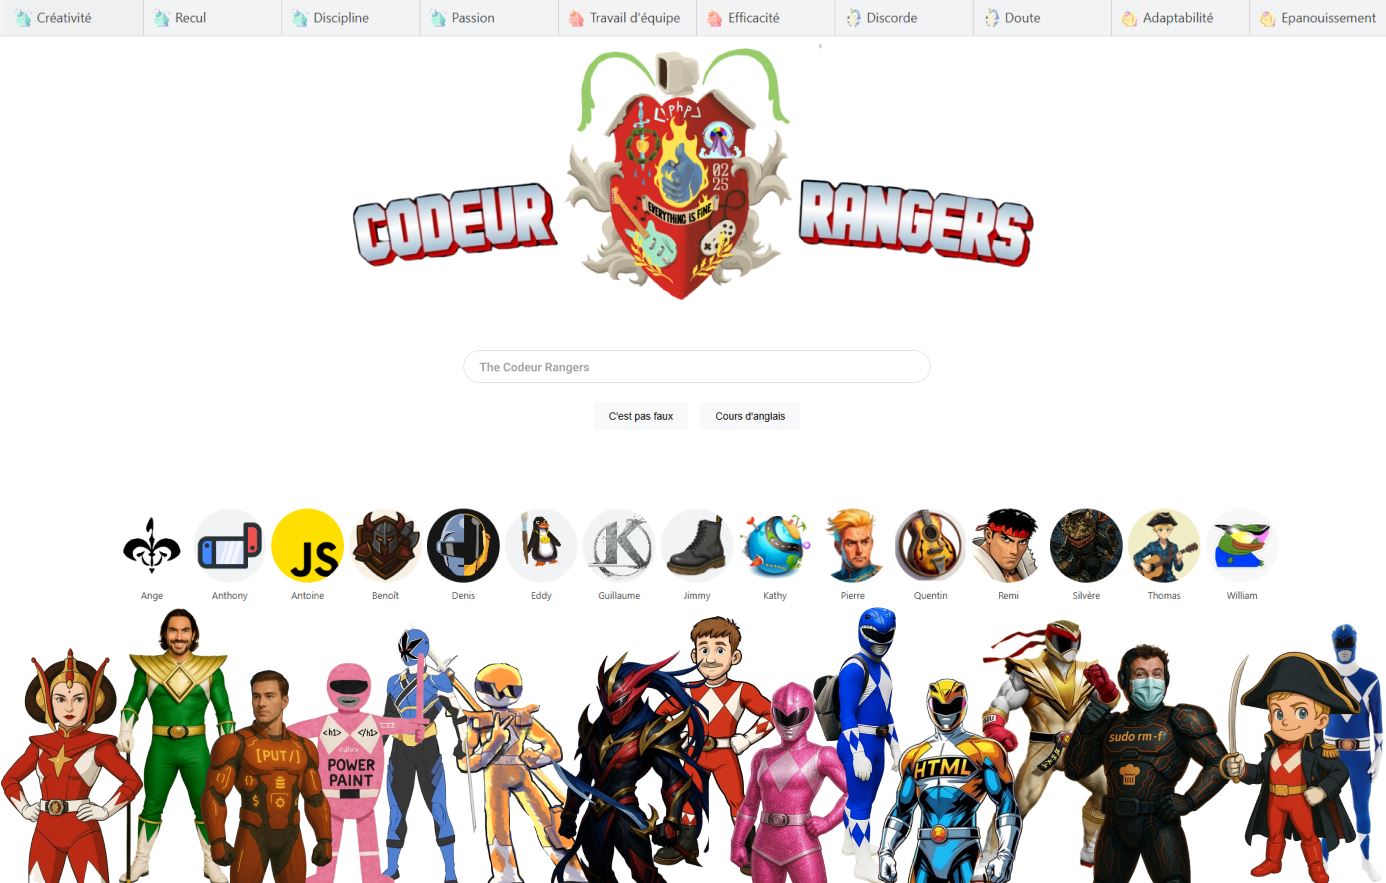 Créativité
Recul
Discipline
Passion
Travail d'équipe
Efficacité
Discorde
Doute
Adaptabilité
Epanouissement
php
02
25
EVERYTHING IS FINE
CODEUR
RANGERS
The Codeur Rangers
C'est pas faux
Cours d'anglais
JS
K
Ange
Anthony
Antoine
Benoît
Denis
Eddy
Guillaume
Jimmy
Kathy
Pierre
Quentin
Remi
Silvère
Thomas
William
[PUT/]
{}
$
<h1>
</h1>
<div>
POWER
PAINT
HTML
sudo rm -f